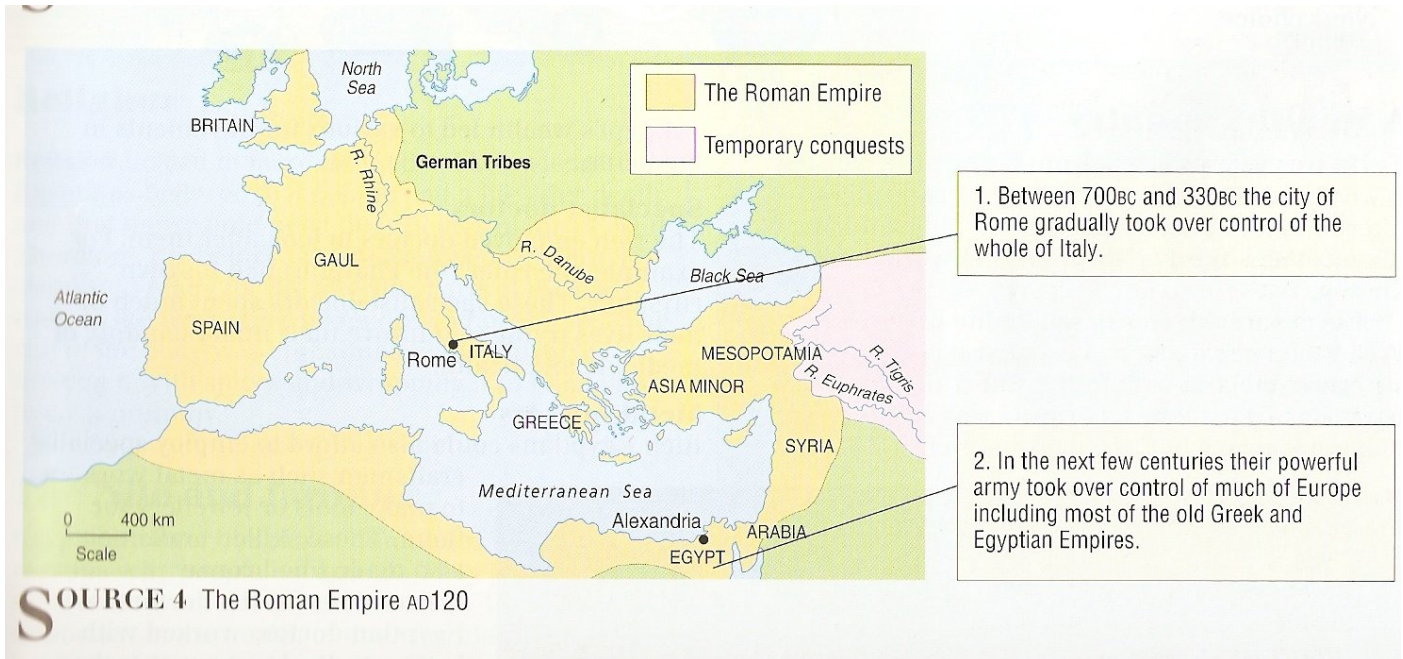 North
Sea
BRITAIN
R. Rhine
German Tribes
The Roman Empire
Temporary conquests
1. Between 700BC and 330BC the city of
Rome gradually took over control of the
whole of Italy.
GAUL
R. Danube
Black Sea
Atlantic
Ocean
SPAIN
Rome
ITALY
MESOPOTAMIA
R. Tigris
R. Euphrates
ASIA MINOR
GREECE
SYRIA
2. In the next few centuries their powerful
army took over control of much of Europe
including most of the old Greek and
Egyptian Empires.
Mediterranean Sea
Alexandria
ARABIA
EGYPT
0 400 km
Scale
SOURCE 4 The Roman Empire AD120